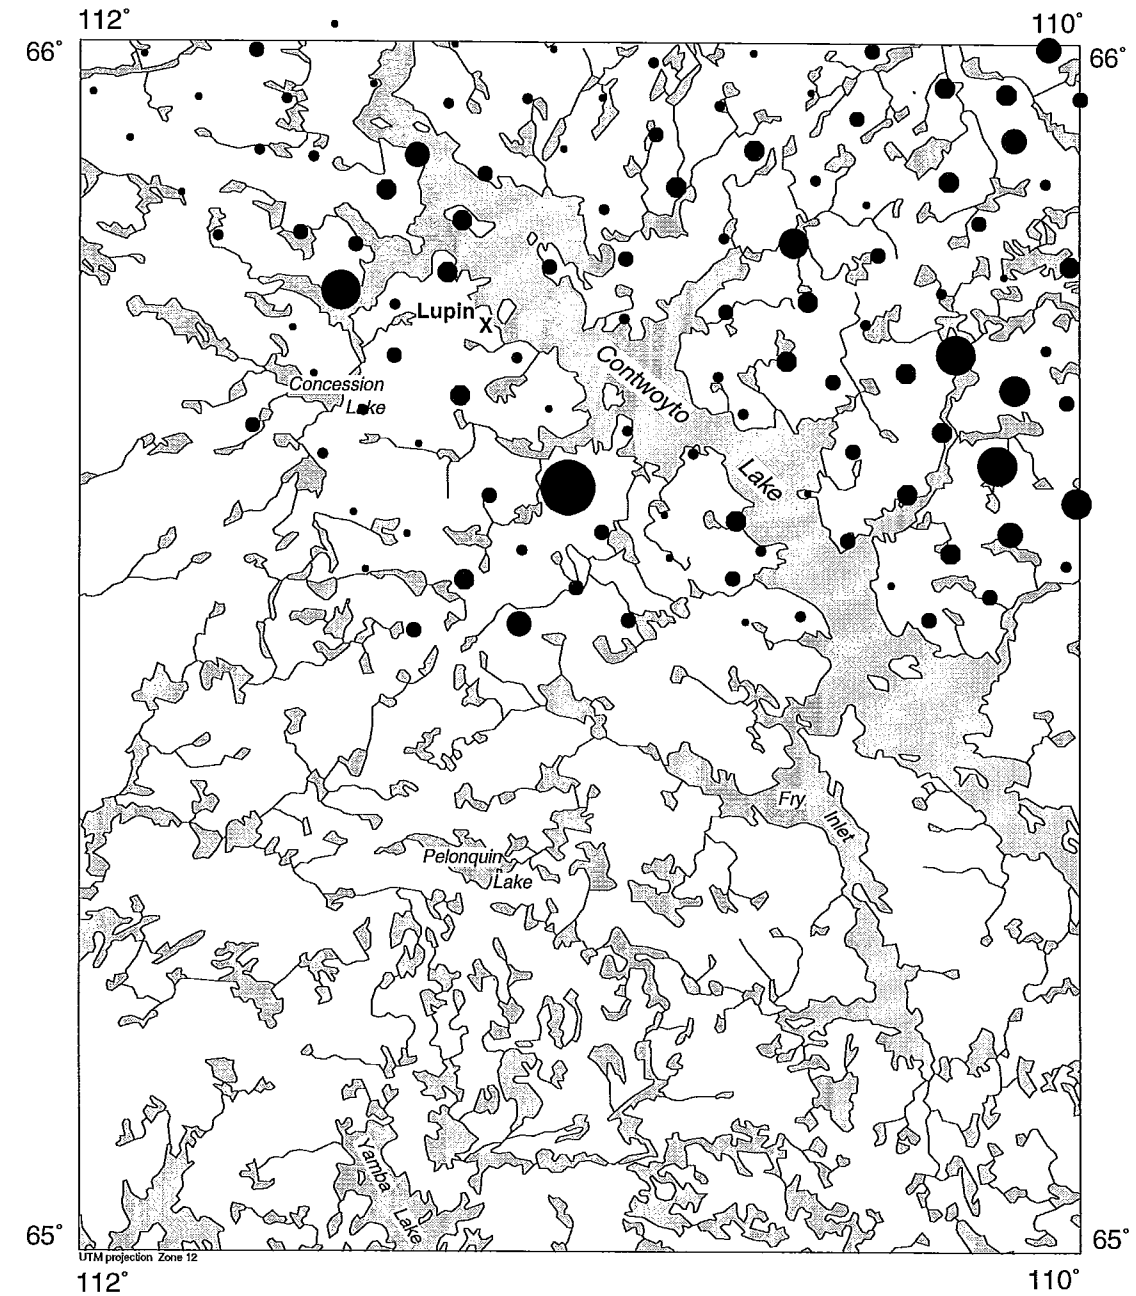 112°
110°
66°
66°
Lupin
X
Contwoyto
Lake
Concession
Lake
Fry
Inlet
Pelonquin
Lake
Yamba
Lake
65°
65°
UTM projection Zone 12
112°
110°